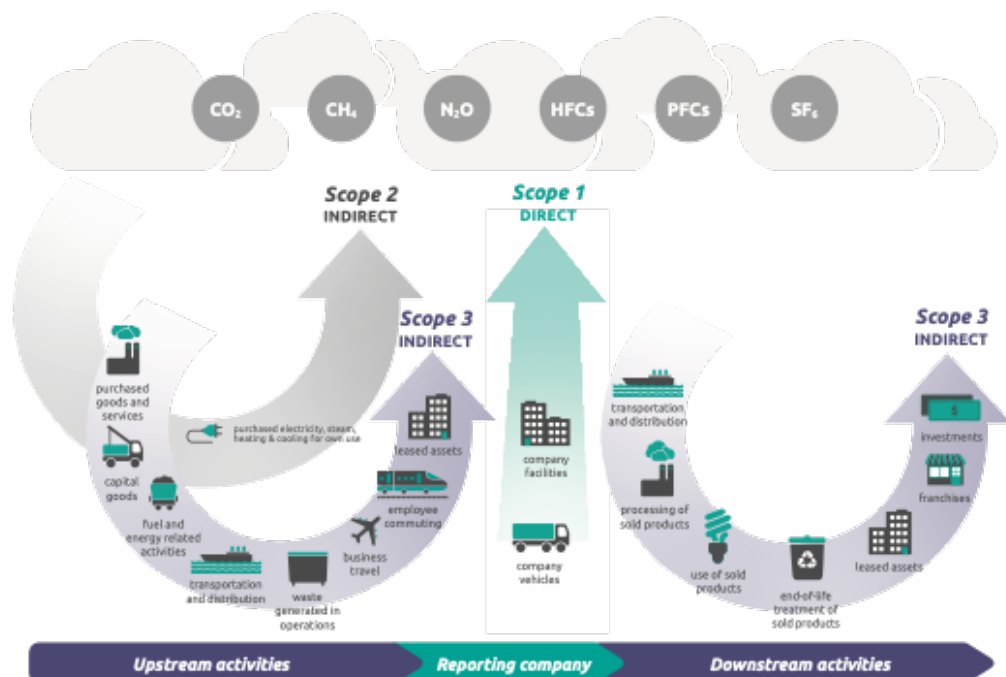 CO₂
CH₄
N₂O
HFCs
PFCs
SF₆
Scope 2
INDIRECT
Scope 1
DIRECT
Scope 3
INDIRECT
Scope 3
INDIRECT
purchased
goods and
services
capital
goods
fuel and
energy related
activities
transportation
and distribution
waste
generated in
operations
business
travel
employee
commuting
leased assets
purchased electricity, steam,
heating & cooling for own use
company
facilities
company
vehicles
transportation
and distribution
processing of
sold products
use of sold
products
end-of-life
treatment of
sold products
leased assets
franchises
$
investments
Upstream activities
Reporting company
Downstream activities